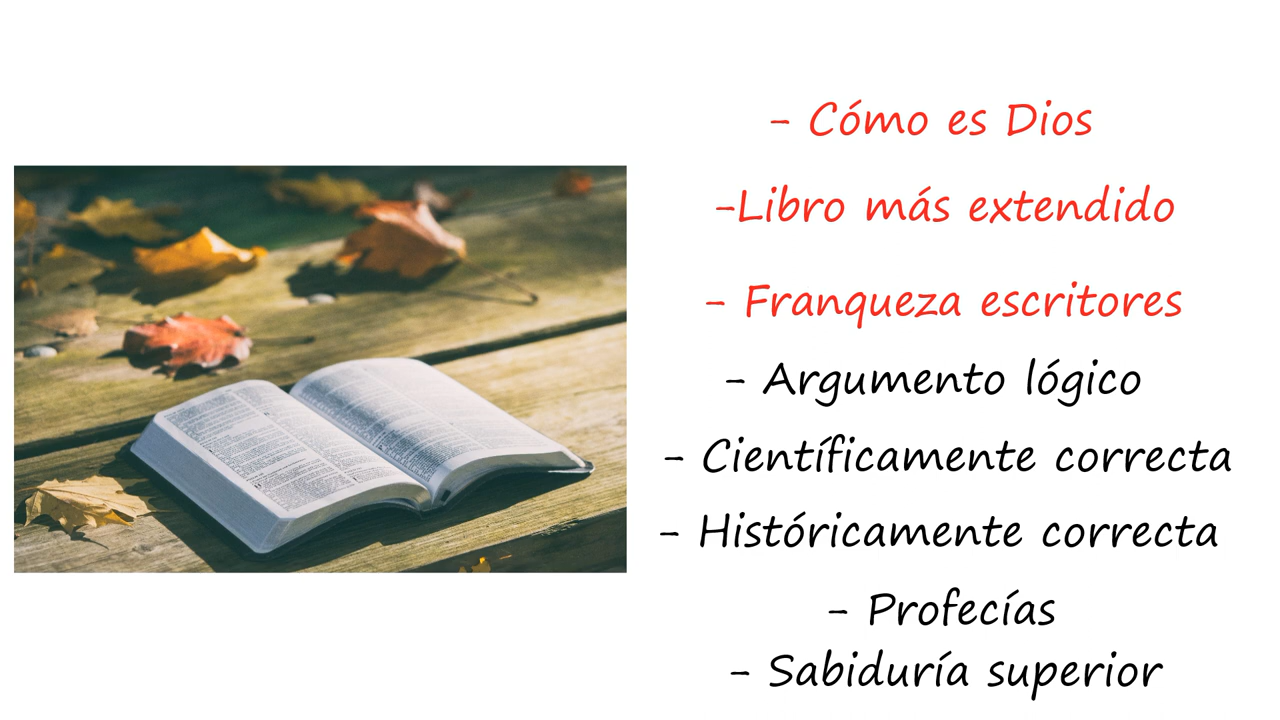 - Cómo es Dios
-Libro más extendido
- Franqueza escritores
- Argumento lógico
- Científicamente correcta
- Históricamente correcta
- Profecías
- Sabiduría superior